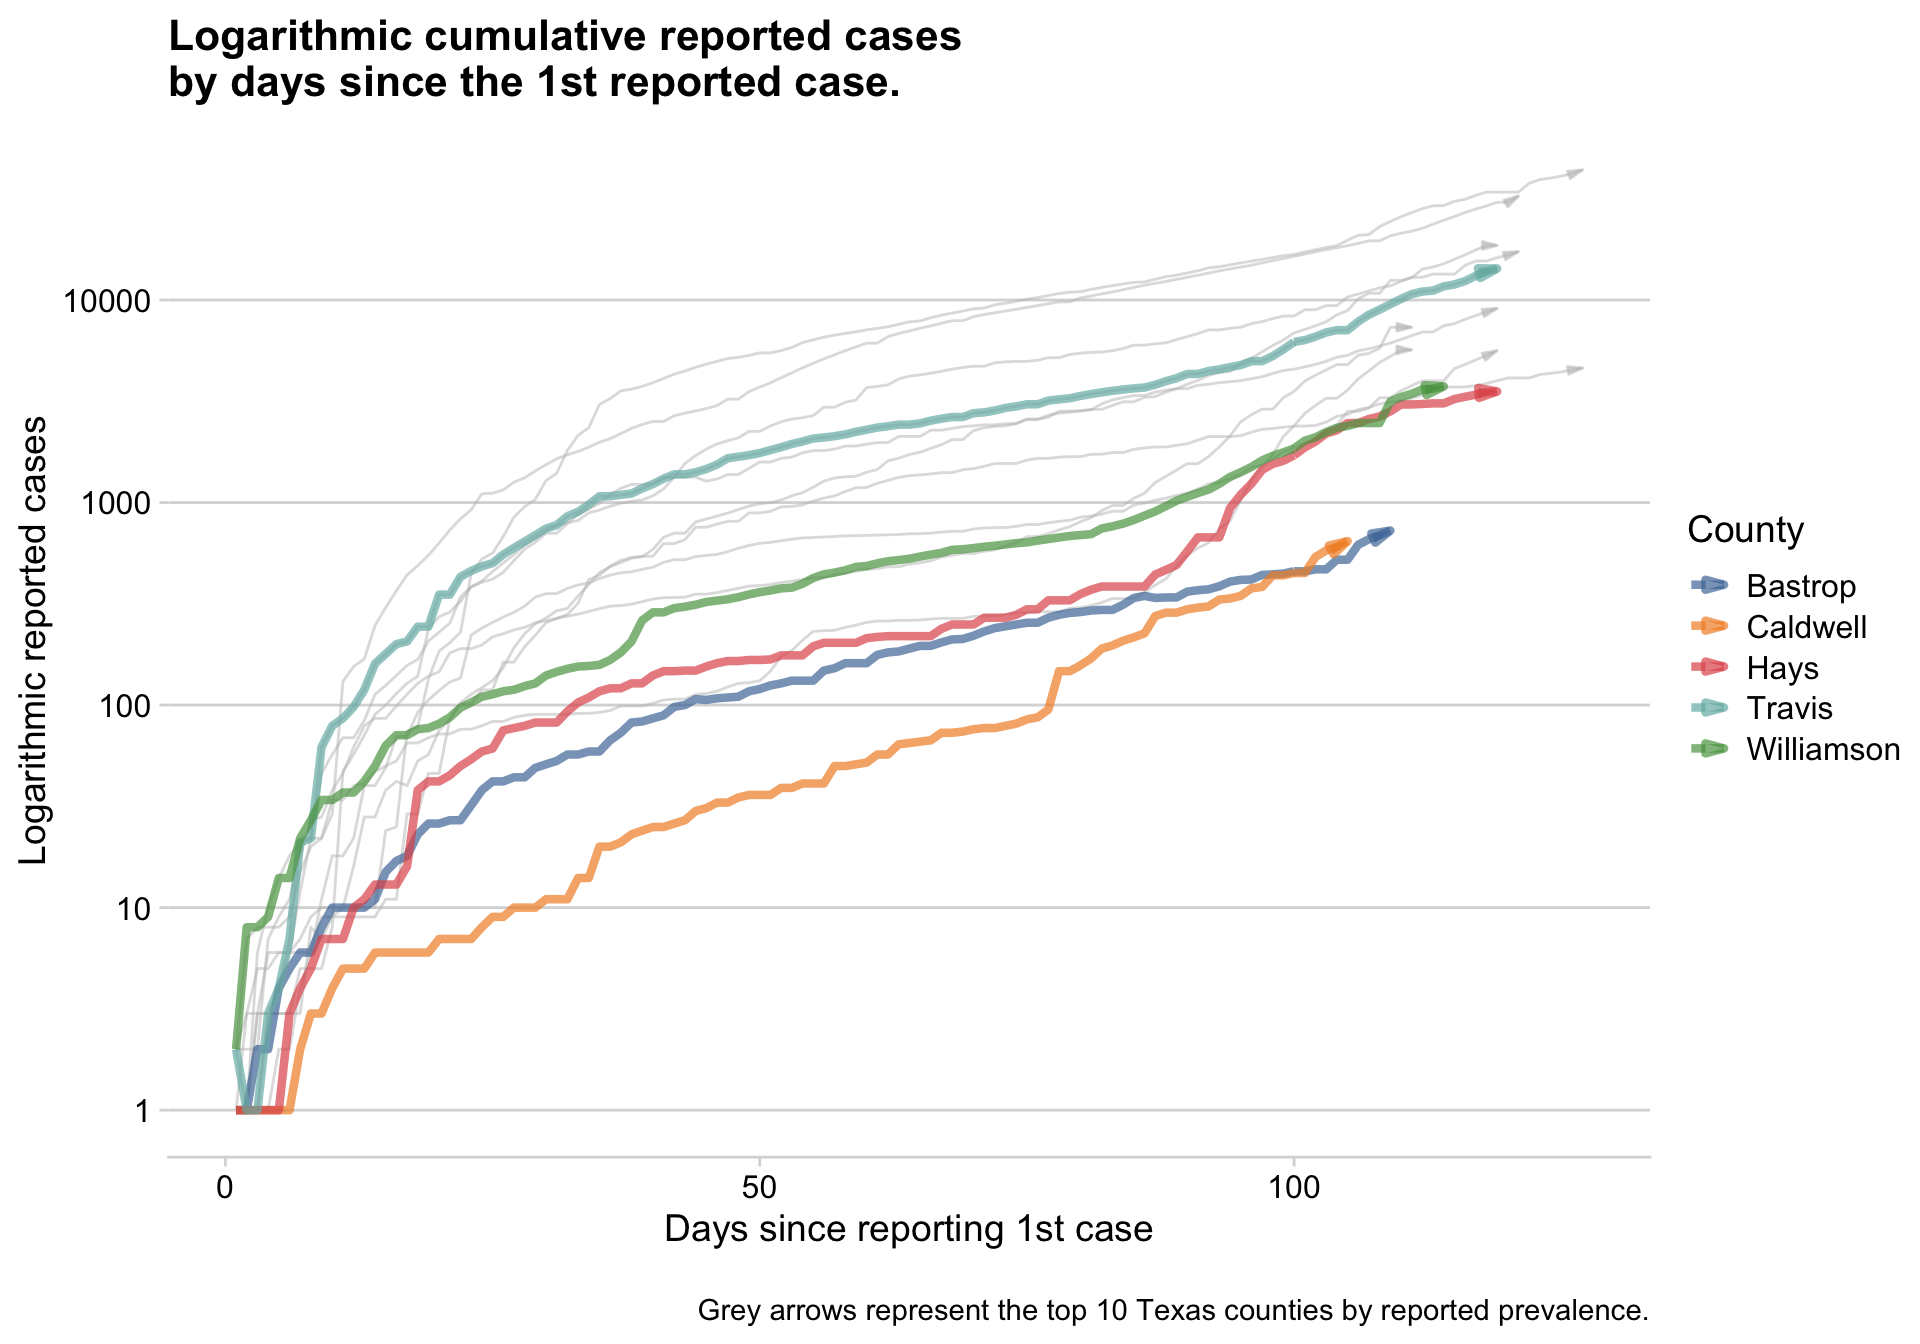 Logarithmic cumulative reported cases
by days since the 1st reported case.
Logarithmic reported cases
10000
1000
100
10
1
0
50
100
Days since reporting 1st case
County
Bastrop
Caldwell
Hays
Travis
Williamson
Grey arrows represent the top 10 Texas counties by reported prevalence.